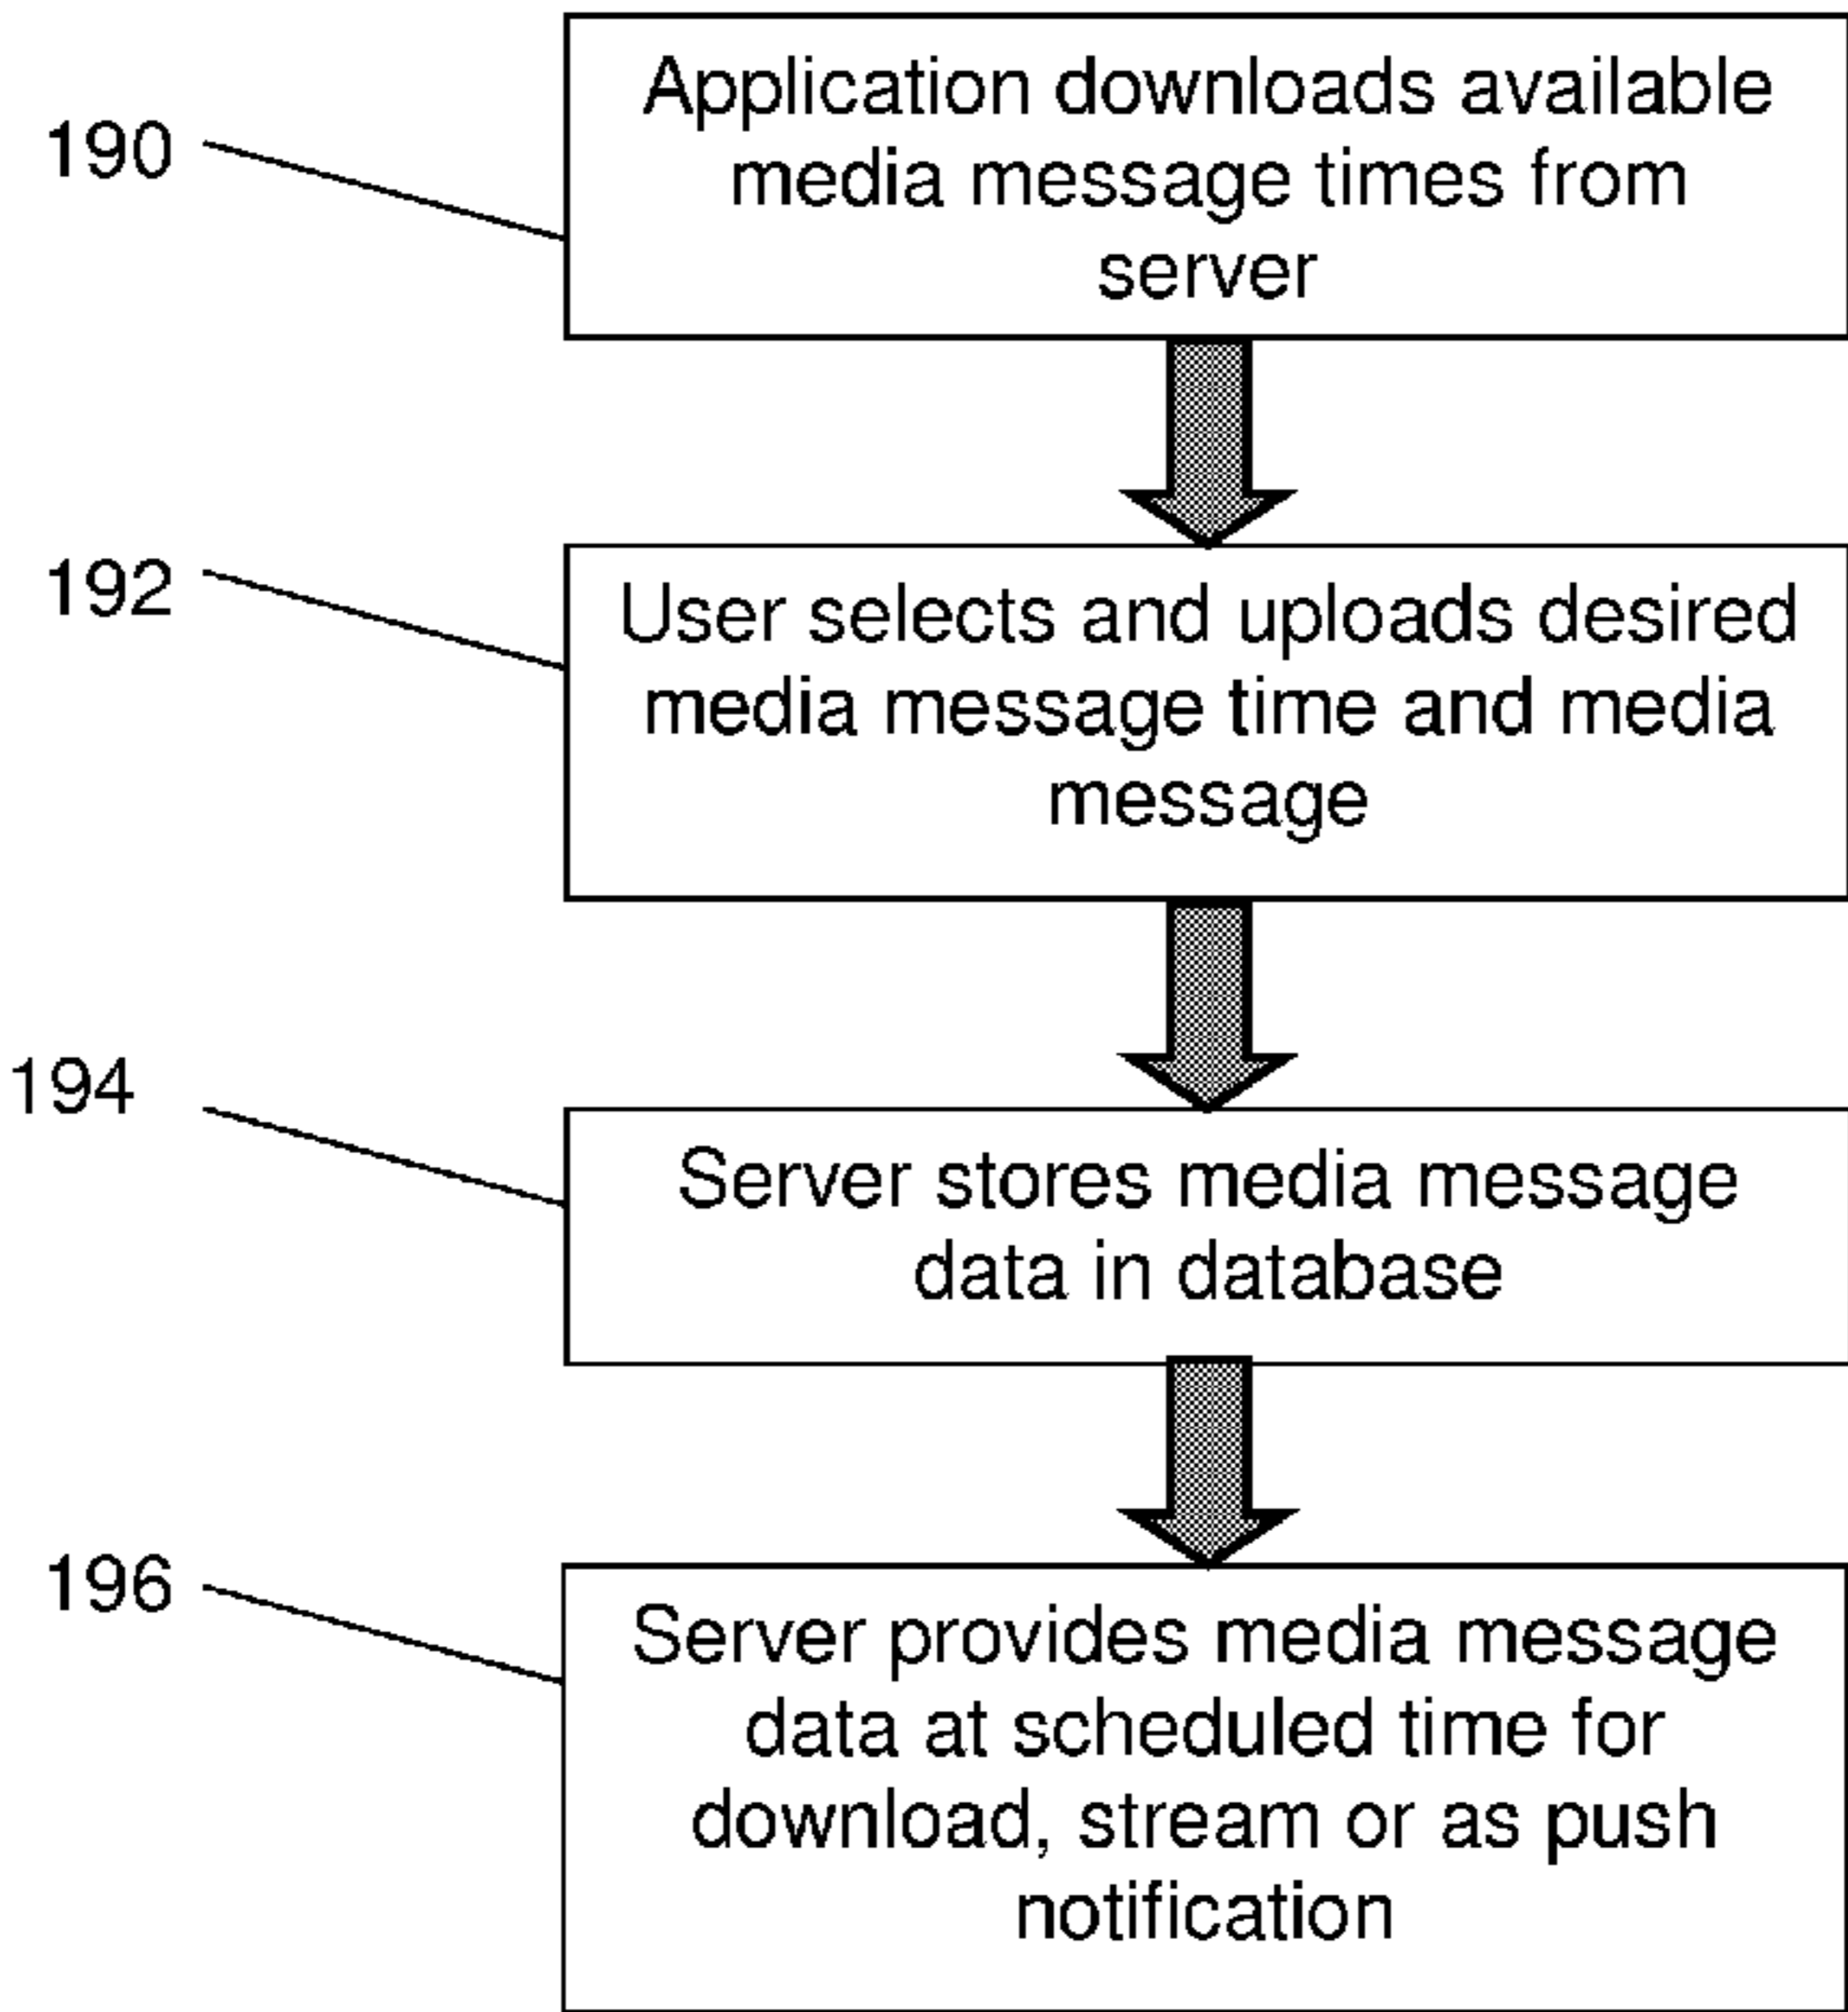 190
Application downloads available
media message times from
server
192
User selects and uploads desired
media message time and media
message
194
Server stores media message
data in database
196
Server provides media message
data at scheduled time for
download, stream or as push
notification